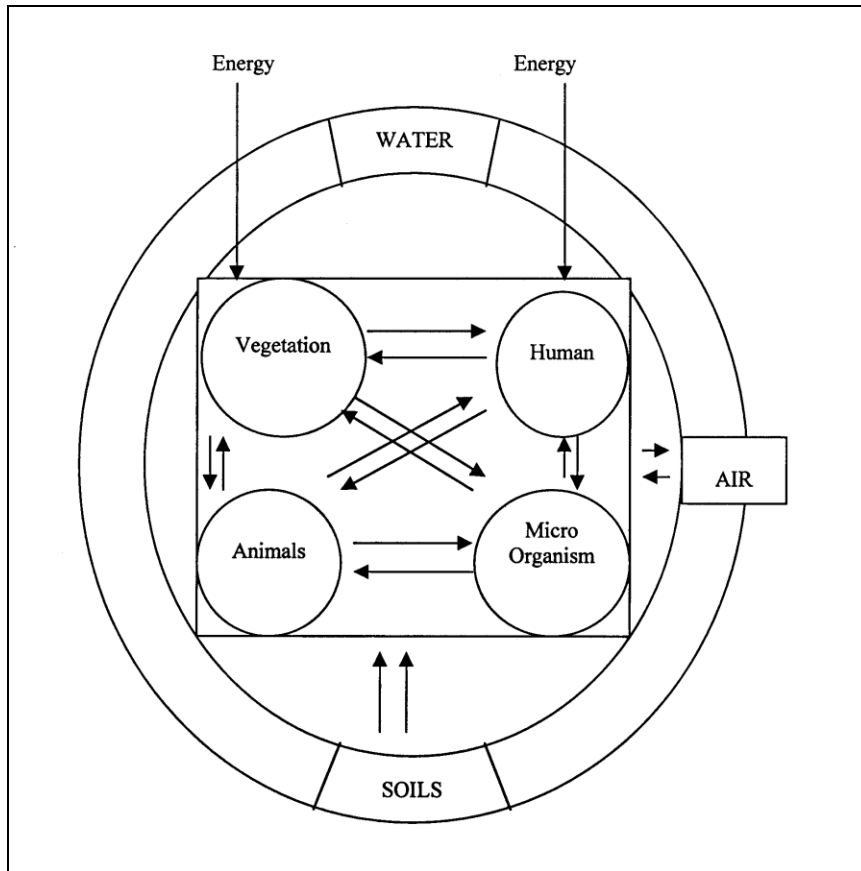 Energy
Energy
WATER
Vegetation
Human
AIR
Animals
Micro
Organism
SOILS